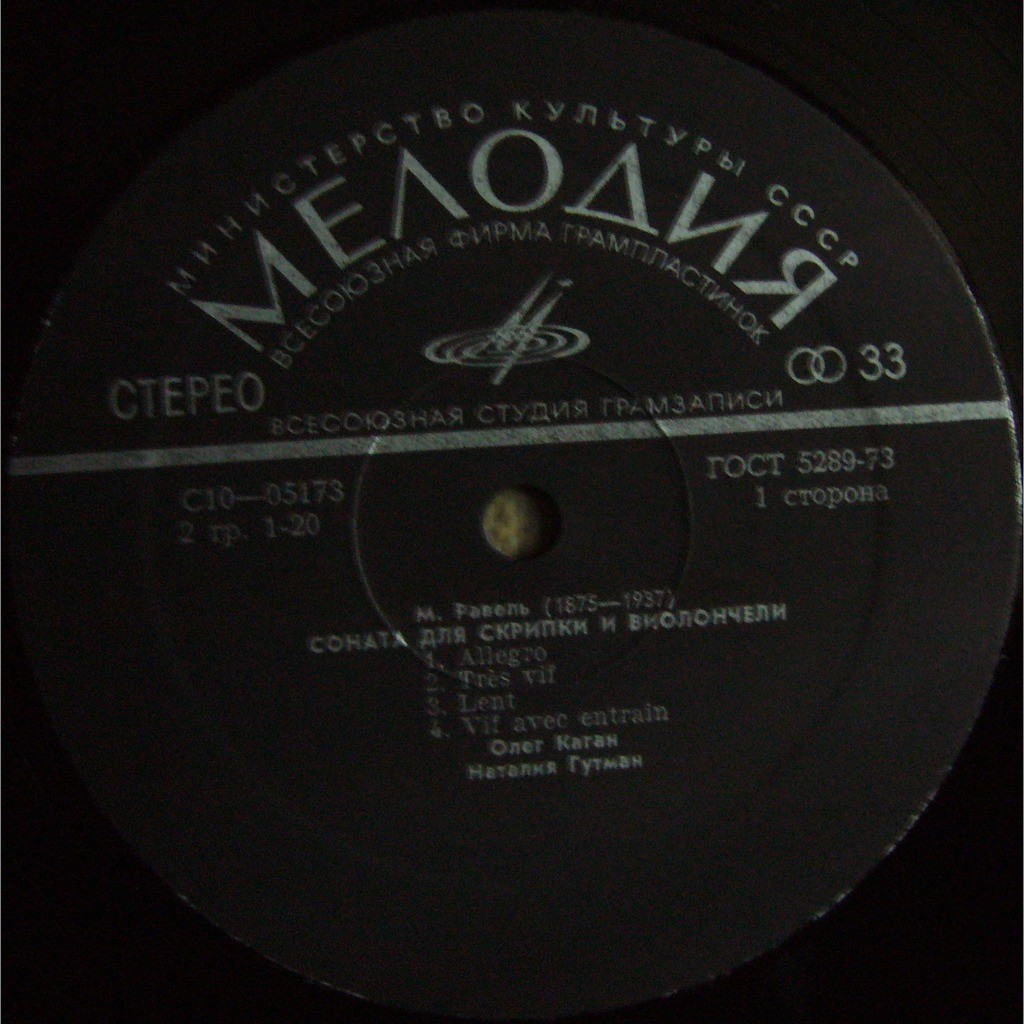 МИНИСТЕРСТВО КУЛЬТУРЫ СССР
МЕЛОДИЯ
ВСЕСОЮЗНАЯ ФИРМА ГРАМПЛАСТИНОК
СТЕРЕО
33
ВСЕСОЮЗНАЯ СТУДИЯ ГРАМЗАПИСИ
С10—05173
2 гр. 1-20
ГОСТ 5289-73
1 сторона
М. Равель (1875—1937)
СОНАТА ДЛЯ СКРИПКИ И ВИОЛОНЧЕЛИ
1. Allegro
2. Très vif
3. Lent
4. Vif avec entrain
Олег Каган
Наталия Гутман